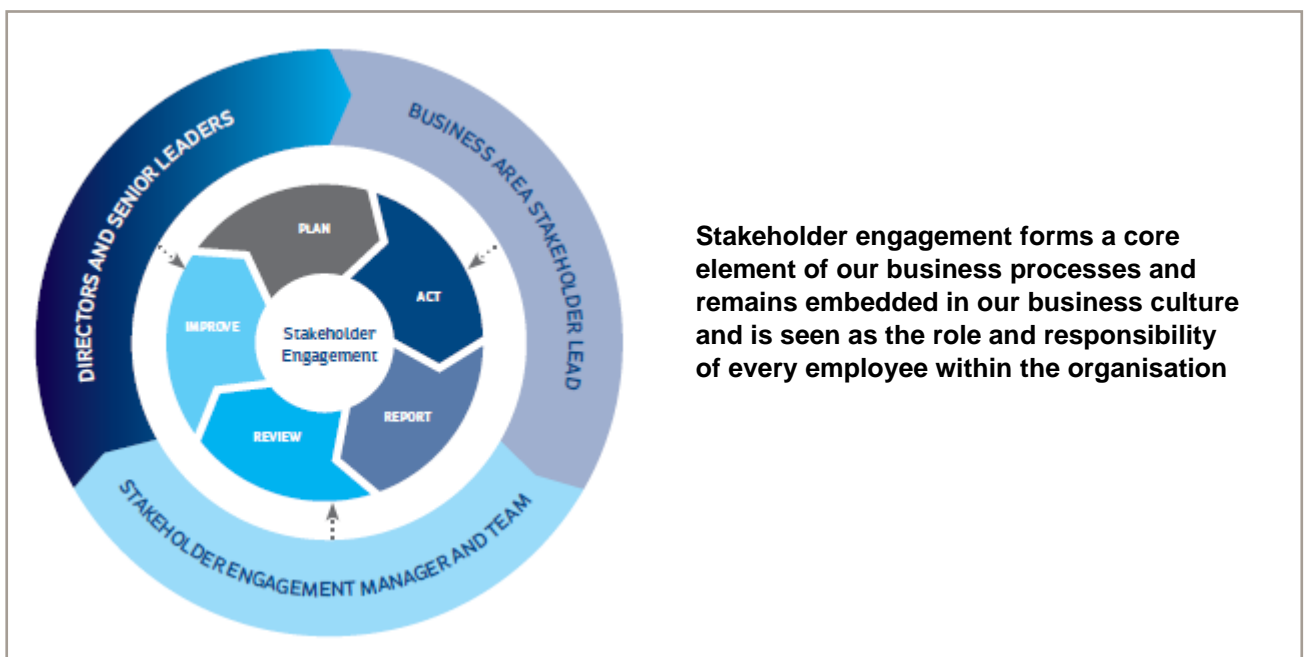 DIRECTORS AND SENIOR LEADERS
BUSINESS AREA STAKEHOLDER LEAD
STAKEHOLDER ENGAGEMENT MANAGER AND TEAM
PLAN
ACT
REPORT
REVIEW
IMPROVE
Stakeholder
Engagement
Stakeholder engagement forms a core
element of our business processes and
remains embedded in our business culture
and is seen as the role and responsibility
of every employee within the organisation